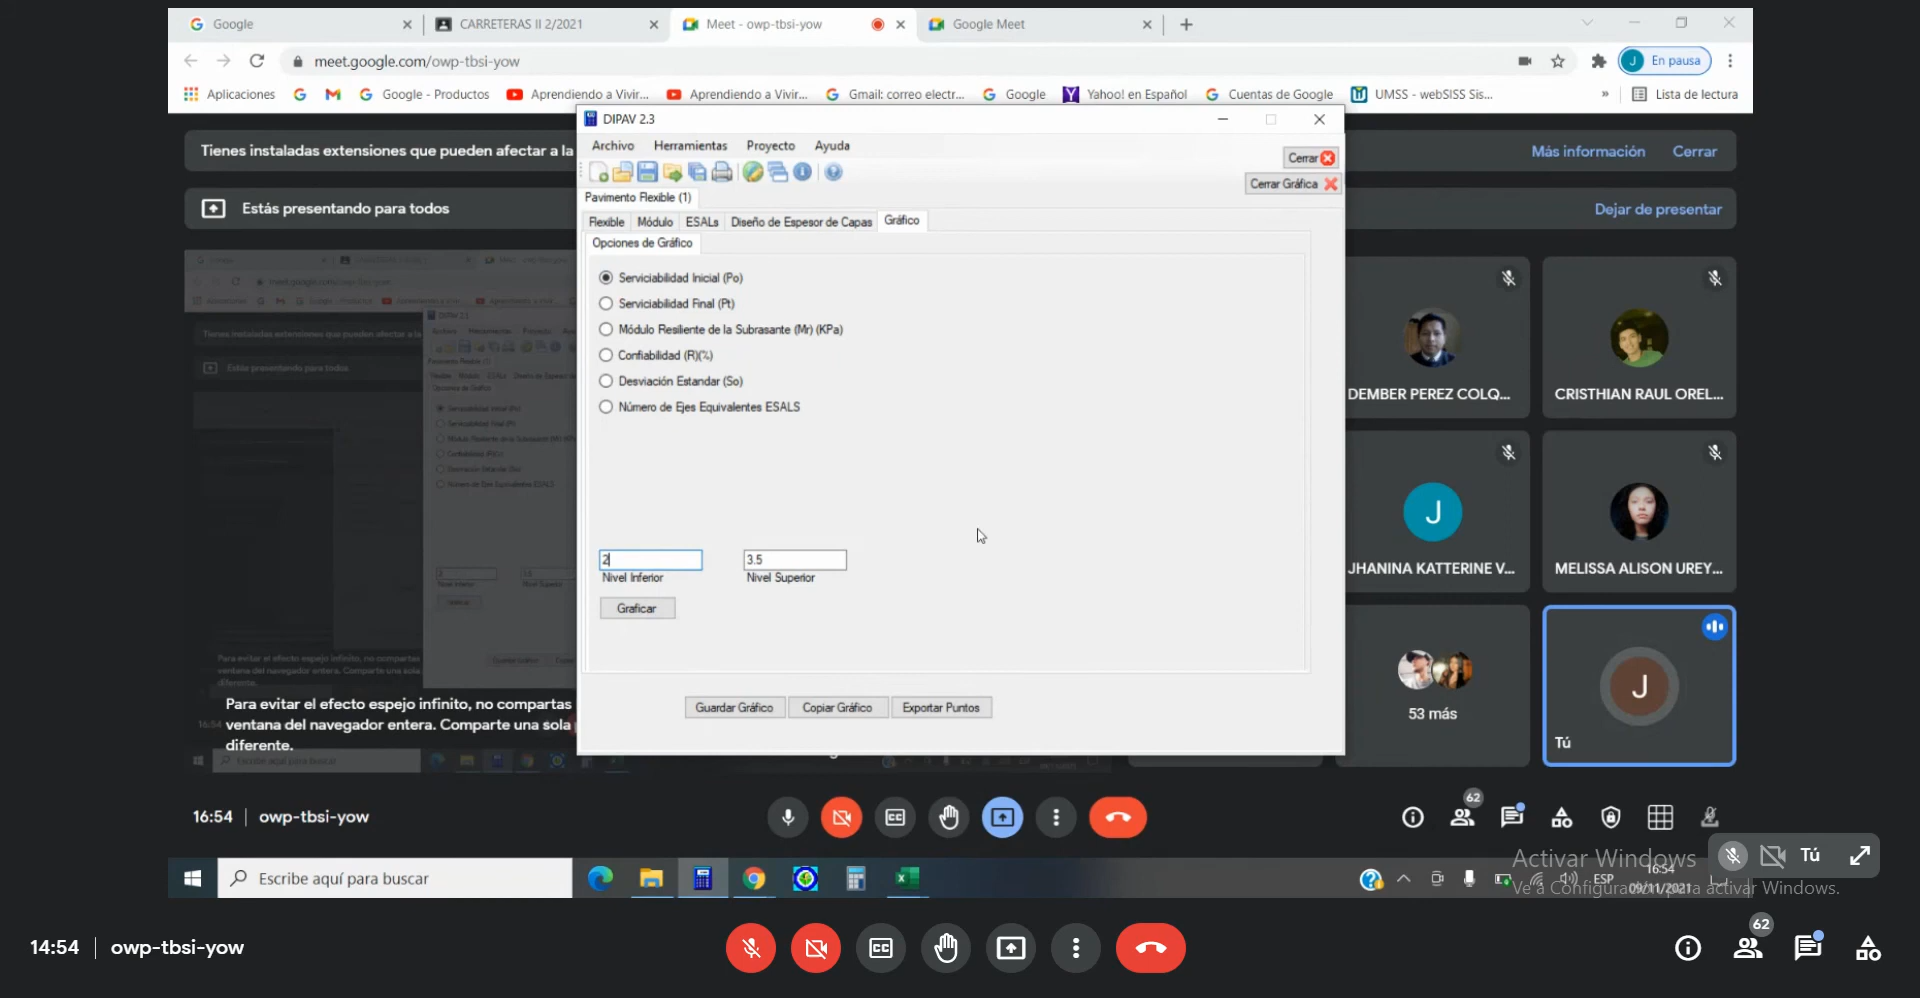 Google
CARRETERAS II 2/2021
Meet - owp-tbsi-yow
Google Meet
meet.google.com/owp-tbsi-yow
J
En pausa
Aplicaciones
Google - Productos
Aprendiendo a Vivir...
Aprendiendo a Vivir...
Gmail: correo electr...
Google
Yahoo! en Español
Cuentas de Google
UMSS - webSISS Sis...
»
Lista de lectura
Tienes instaladas extensiones que pueden afectar a la
Más información
Cerrar
Estás presentando para todos
Dejar de presentar
DIPAV 2.3
Archivo
Herramientas
Proyecto
Ayuda
Cerrar
Cerrar Gráfica
Pavimento Flexible (1)
Flexible
Módulo
ESALs
Diseño de Espesor de Capas
Gráfico
Opciones de Gráfico
Serviciabilidad Inicial (Po)
Serviciabilidad Final (Pt)
Módulo Resiliente de la Subrasante (Mr) (KPa)
Confiabilidad (R)(%)
Desviación Estandar (So)
Número de Ejes Equivalentes ESALS
2
3.5
Nivel Inferior
Nivel Superior
Graficar
Guardar Gráfico
Copiar Gráfico
Exportar Puntos
DEMBER PEREZ COLQ...
CRISTHIAN RAUL OREL...
J
JHANINA KATTERINE V...
MELISSA ALISON UREY...
53 más
J
Tú
Para evitar el efecto espejo infinito, no compartas
ventana del navegador entera. Comparte una sola
diferente.
16:54
owp-tbsi-yow
62
Activar Windows
Ve a Configuración para activar Windows.
Tú
Escribe aquí para buscar
ESP
16:54
09/11/2021
14:54
owp-tbsi-yow
62